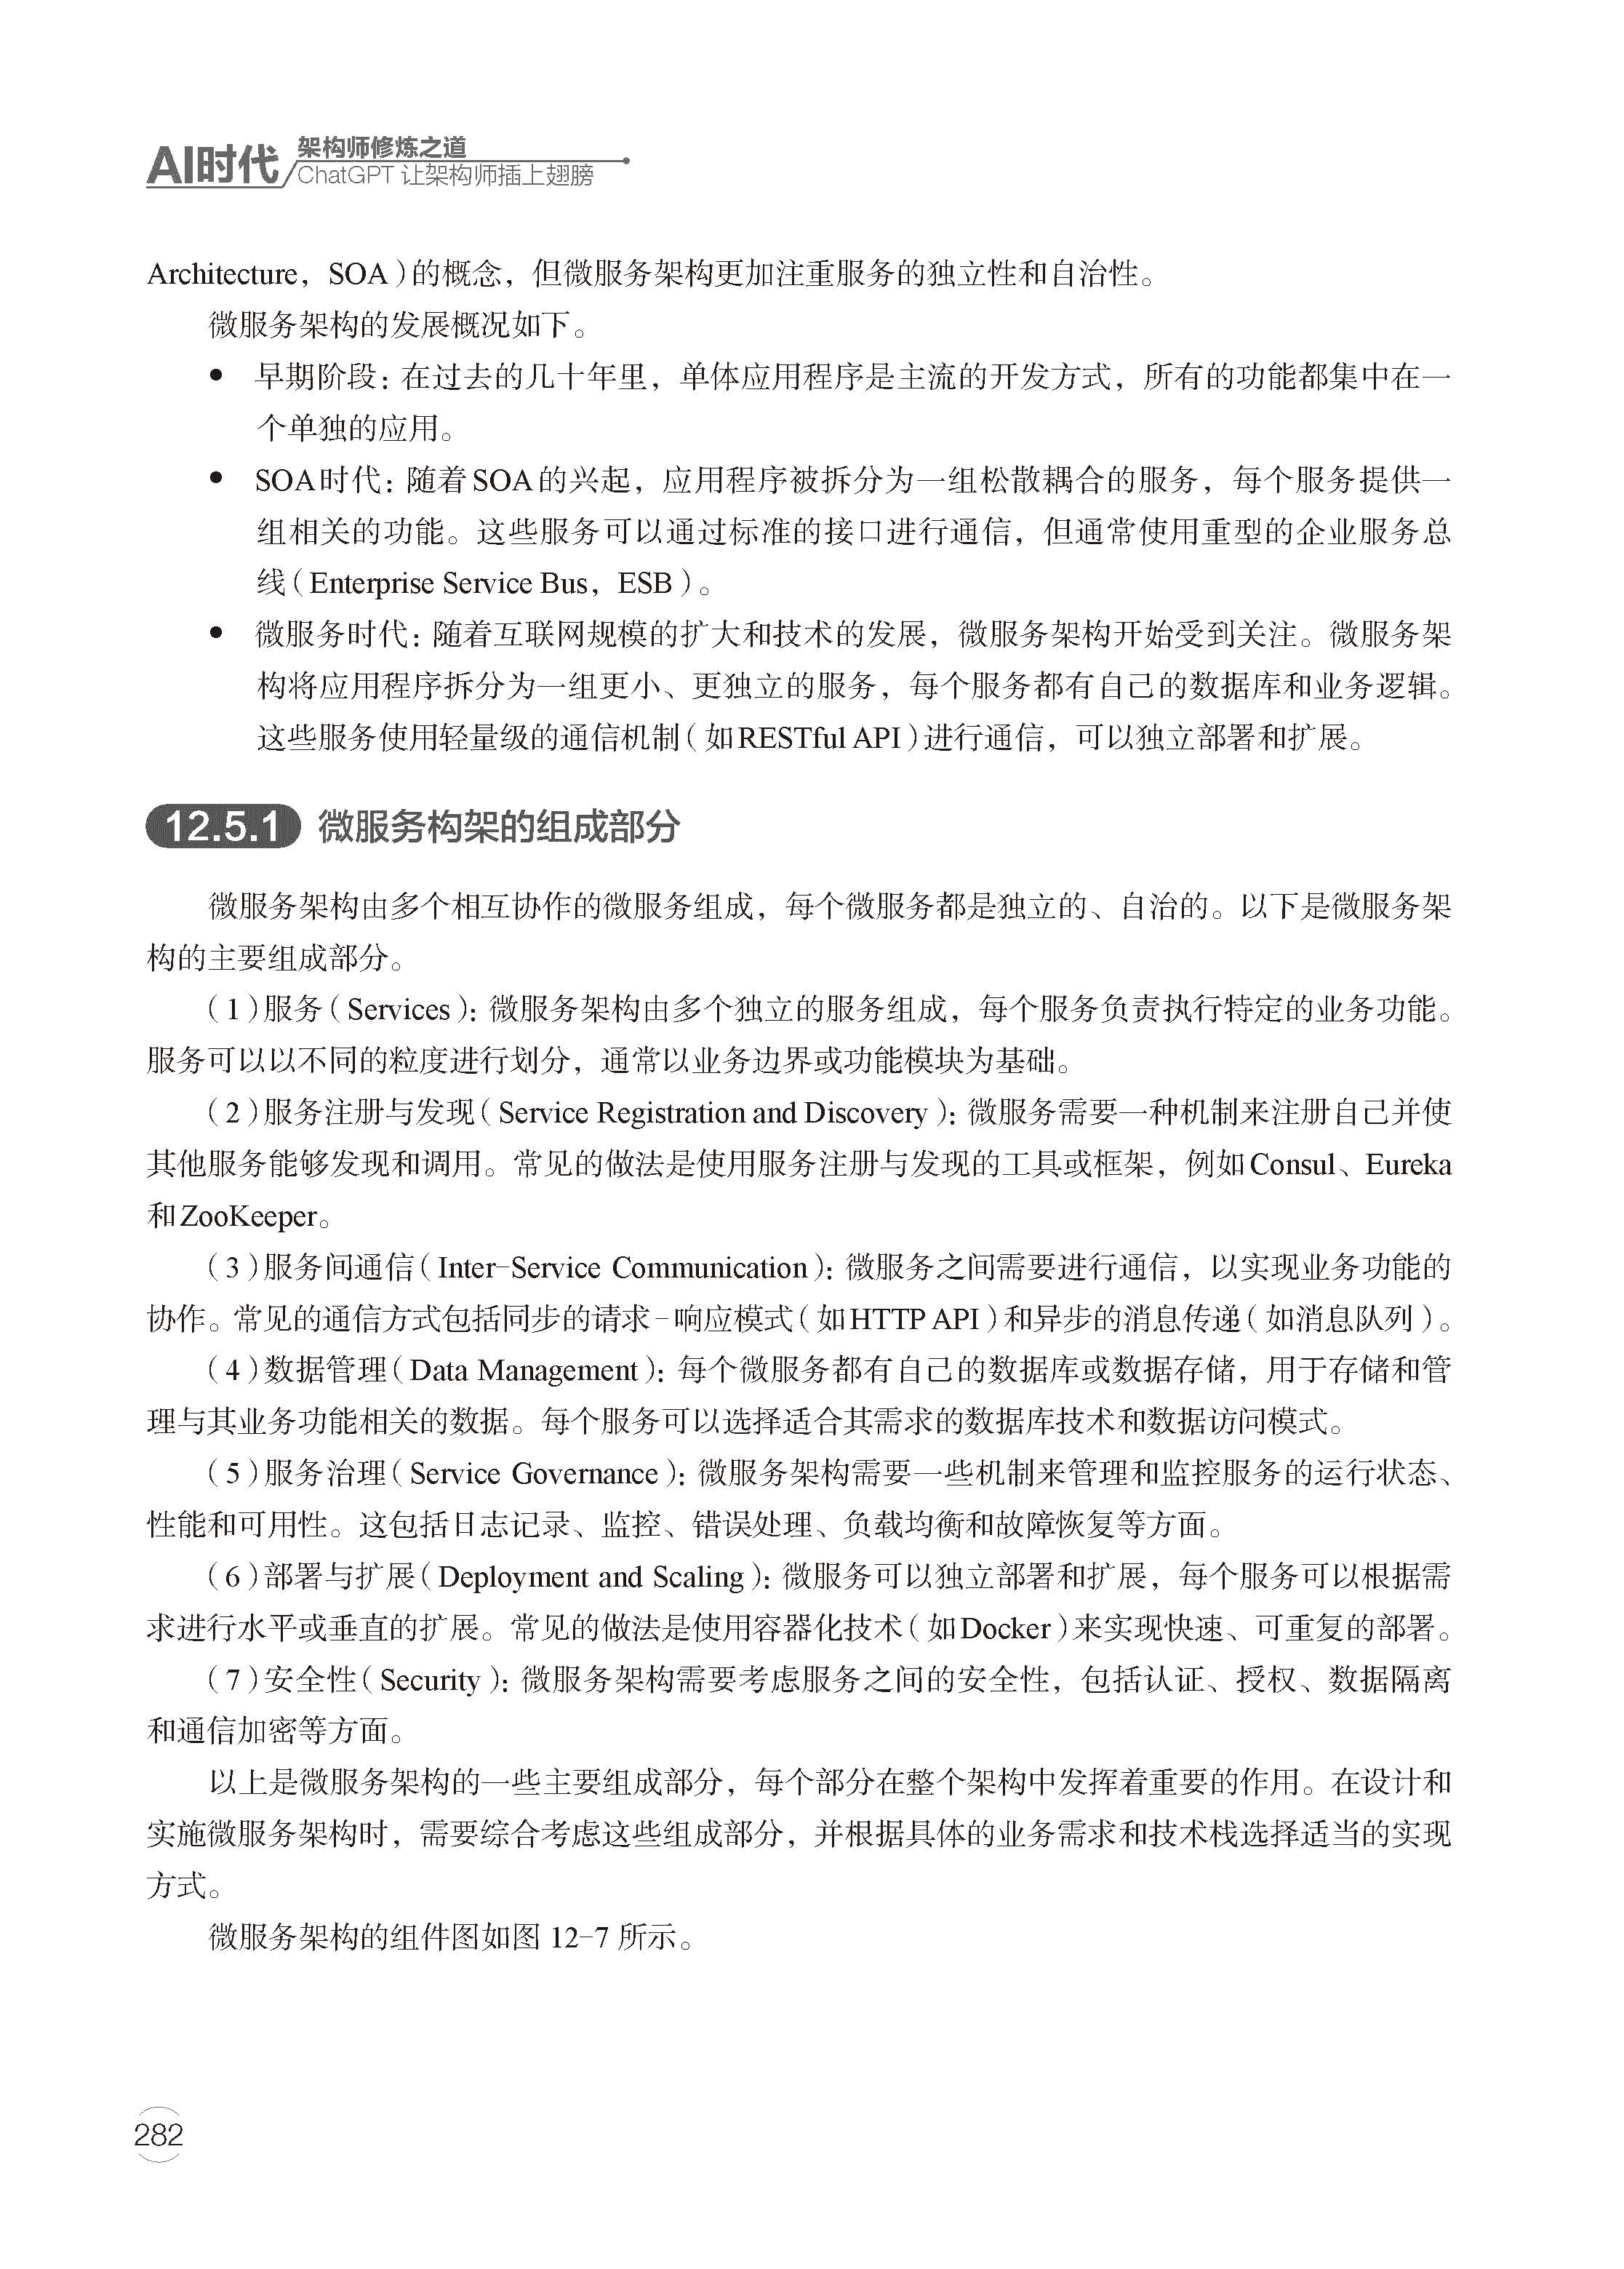 AI时代 架构师修炼之道
ChatGPT 让架构师插上翅膀
Architecture，SOA）的概念，但微服务架构更加注重服务的独立性和自治性。
微服务架构的发展概况如下。
● 早期阶段：在过去的几十年里，单体应用程序是主流的开发方式，所有的功能都集中在一
个单独的应用。
● SOA时代：随着SOA的兴起，应用程序被拆分为一组松散耦合的服务，每个服务提供一
组相关的功能。这些服务可以通过标准的接口进行通信，但通常使用重型的企业服务总
线（Enterprise Service Bus，ESB）。
● 微服务时代：随着互联网规模的扩大和技术的发展，微服务架构开始受到关注。微服务架
构将应用程序拆分为一组更小、更独立的服务，每个服务都有自己的数据库和业务逻辑。
这些服务使用轻量级的通信机制（如RESTful API）进行通信，可以独立部署和扩展。
12.5.1 微服务构架的组成部分
微服务架构由多个相互协作的微服务组成，每个微服务都是独立的、自治的。以下是微服务架
构的主要组成部分。
（1）服务（Services）：微服务架构由多个独立的服务组成，每个服务负责执行特定的业务功能。
服务可以以不同的粒度进行划分，通常以业务边界或功能模块为基础。
（2）服务注册与发现（Service Registration and Discovery）：微服务需要一种机制来注册自己并使
其他服务能够发现和调用。常见的做法是使用服务注册与发现的工具或框架，例如Consul、Eureka
和ZooKeeper。
（3）服务间通信（Inter-Service Communication）：微服务之间需要进行通信，以实现业务功能的
协作。常见的通信方式包括同步的请求-响应模式（如HTTP API）和异步的消息传递（如消息队列）。
（4）数据管理（Data Management）：每个微服务都有自己的数据库或数据存储，用于存储和管
理与其业务功能相关的数据。每个服务可以选择适合其需求的数据库技术和数据访问模式。
（5）服务治理（Service Governance）：微服务架构需要一些机制来管理和监控服务的运行状态、
性能和可用性。这包括日志记录、监控、错误处理、负载均衡和故障恢复等方面。
（6）部署与扩展（Deployment and Scaling）：微服务可以独立部署和扩展，每个服务可以根据需
求进行水平或垂直的扩展。常见的做法是使用容器化技术（如Docker）来实现快速、可重复的部署。
（7）安全性（Security）：微服务架构需要考虑服务之间的安全性，包括认证、授权、数据隔离
和通信加密等方面。
以上是微服务架构的一些主要组成部分，每个部分在整个架构中发挥着重要的作用。在设计和
实施微服务架构时，需要综合考虑这些组成部分，并根据具体的业务需求和技术栈选择适当的实现
方式。
微服务架构的组件图如图 12-7 所示。
282